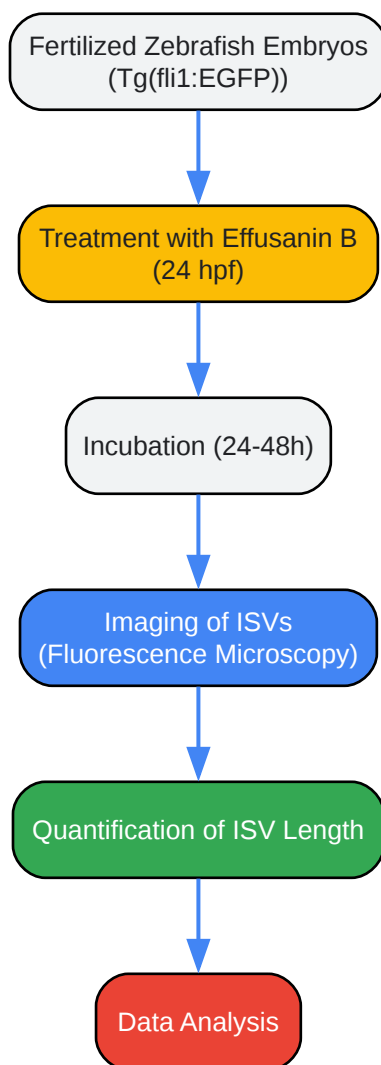 Fertilized Zebrafish Embryos
(Tg(fli1:EGFP))
Treatment with Effusanin B
(24 hpf)
Incubation (24-48h)
Imaging of ISVs
(Fluorescence Microscopy)
Quantification of ISV Length
Data Analysis